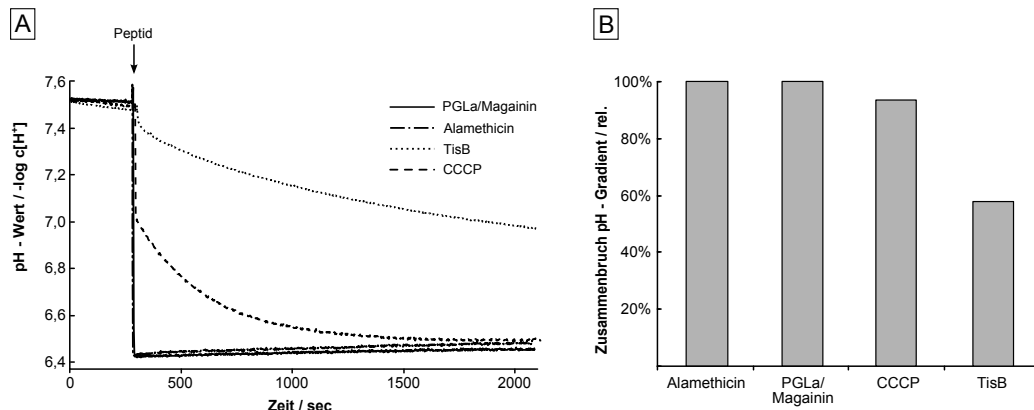 A
Peptid
7,6
7,4
7,2
7,0
6,8
6,6
6,4
pH - Wert / -log c[H⁺]
0
500
1000
1500
2000
Zeit / sec
PGLa/Magainin
Alamethicin
TisB
CCCP
B
100%
80%
60%
40%
20%
Zusammenbruch pH - Gradient / rel.
Alamethicin
PGLa/
Magainin
CCCP
TisB